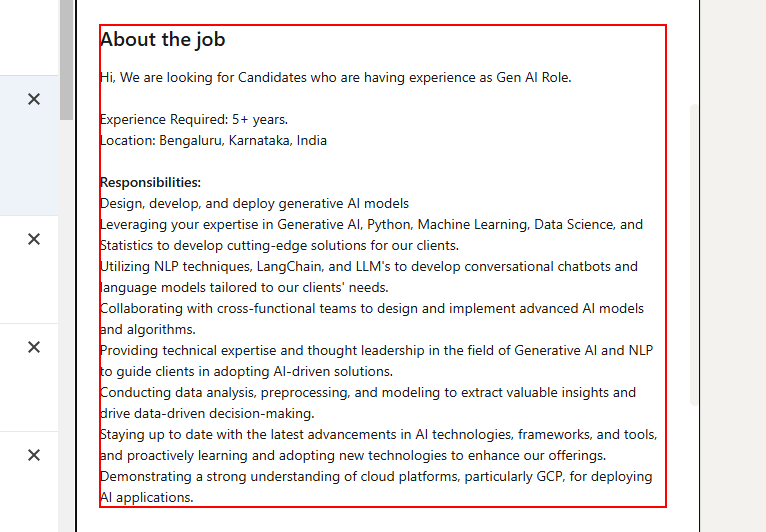 About the job
Hi, We are looking for Candidates who are having experience as Gen AI Role.
Experience Required: 5+ years.
Location: Bengaluru, Karnataka, India
Responsibilities:
Design, develop, and deploy generative AI models
Leveraging your expertise in Generative AI, Python, Machine Learning, Data Science, and
Statistics to develop cutting-edge solutions for our clients.
Utilizing NLP techniques, LangChain, and LLM's to develop conversational chatbots and
language models tailored to our clients' needs.
Collaborating with cross-functional teams to design and implement advanced AI models
and algorithms.
Providing technical expertise and thought leadership in the field of Generative AI and NLP
to guide clients in adopting AI-driven solutions.
Conducting data analysis, preprocessing, and modeling to extract valuable insights and
drive data-driven decision-making.
Staying up to date with the latest advancements in AI technologies, frameworks, and tools,
and proactively learning and adopting new technologies to enhance our offerings.
Demonstrating a strong understanding of cloud platforms, particularly GCP, for deploying
AI applications.